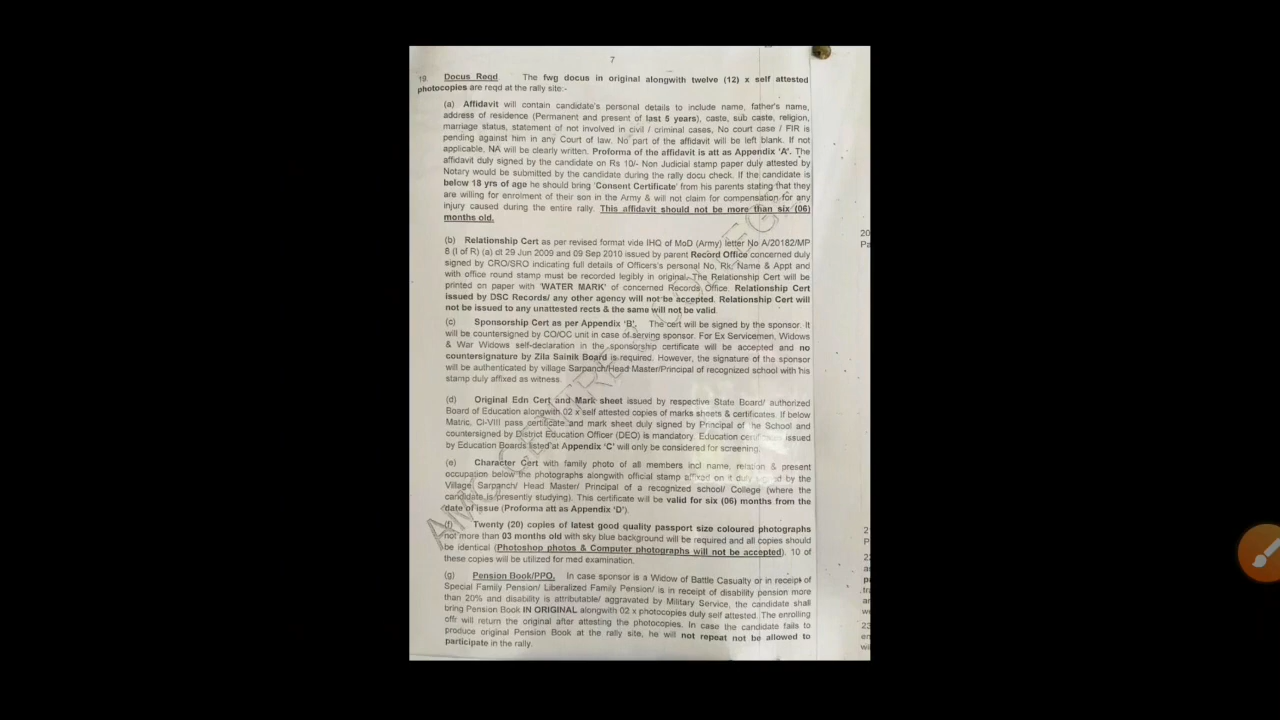 7
19. Docus Reqd The fwg docus in original alongwith twelve (12) x self attested
photocopies are reqd at the rally site:-
(a) Affidavit will contain candidate's personal details to include name, father's name,
address of residence (Permanent and present of last 5 years), caste, sub caste, religion,
marriage status, statement of not involved in civil / criminal cases, No court case / FIR is
pending against him in any Court of law. No part of the affidavit will be left blank. If not
applicable, NA will be clearly written. Proforma of the affidavit is att as Appendix 'A'. The
affidavit duly signed by the candidate on Rs 10/- Non Judicial stamp paper duly attested by
Notary would be submitted by the candidate during the rally docu check. If the candidate is
below 18 yrs of age he should bring 'Consent Certificate' from his parents stating that they
are willing for enrolment of their son in the Army & will not claim for compensation for any
injury caused during the entire rally. This affidavit should not be more than six (06)
months old.
(b) Relationship Cert as per revised format vide IHQ of MoD (Army) letter No A/20182/MP
8 (I of R) (a) dt 29 Jun 2009 and 09 Sep 2010 issued by parent Record Office concerned duly
signed by CRO/SRO indicating full details of Officers's personal No, Rk, Name & Appt and
with office round stamp must be recorded legibly in original. The Relationship Cert will be
printed on paper with 'WATER MARK' of concerned Records Office. Relationship Cert
issued by DSC Records/ any other agency will not be accepted. Relationship Cert will
not be issued to any unattested rects & the same will not be valid.
(c) Sponsorship Cert as per Appendix 'B'. The cert will be signed by the sponsor. It
will be countersigned by CO/OC unit in case of serving sponsor. For Ex Servicemen, Widows
& War Widows self-declaration in the sponsorship certificate will be accepted and no
countersignature by Zila Sainik Board is required. However, the signature of the sponsor
will be authenticated by village Sarpanch/Head Master/Principal of recognized school with his
stamp duly affixed as witness.
(d) Original Edn Cert and Mark sheet issued by respective State Board/ authorized
Board of Education alongwith 02 x self attested copies of marks sheets & certificates. If below
Matric, Cl-VIII pass certificate and mark sheet duly signed by Principal of the School and
countersigned by District Education Officer (DEO) is mandatory. Education issued
by Education Boards listed at Appendix 'C' will only be considered for screening.
(e) Character Cert with family photo of all members incl name, relation & present
occupation below the photographs alongwith official stamp affixed on it duly by the
Village Sarpanch/ Head Master/ Principal of a recognized school/ College (where the
candidate is presently studying). This certificate will be valid for six (06) months from the
date of issue (Proforma att as Appendix 'D').
(f) Twenty (20) copies of latest good quality passport size coloured photographs
not more than 03 months old with sky blue background will be required and all copies should
be identical (Photoshop photos & Computer photographs will not be accepted). 10 of
these copies will be utilized for med examination.
(g) Pension Book/PPO. In case sponsor is a Widow of Battle Casualty or in receipt of
Special Family Pension/ Liberalized Family Pension/ is in receipt of disability pension more
than 20% and disability is attributable/ aggravated by Military Service, the candidate shall
bring Pension Book IN ORIGINAL alongwith 02 x photocopies duly self attested. The enrolling
offr will return the original after attesting the photocopies. In case the candidate fails to
produce original Pension Book at the rally site, he will not repeat not be allowed to
participate in the rally.
20
Pa
2
P
22
23